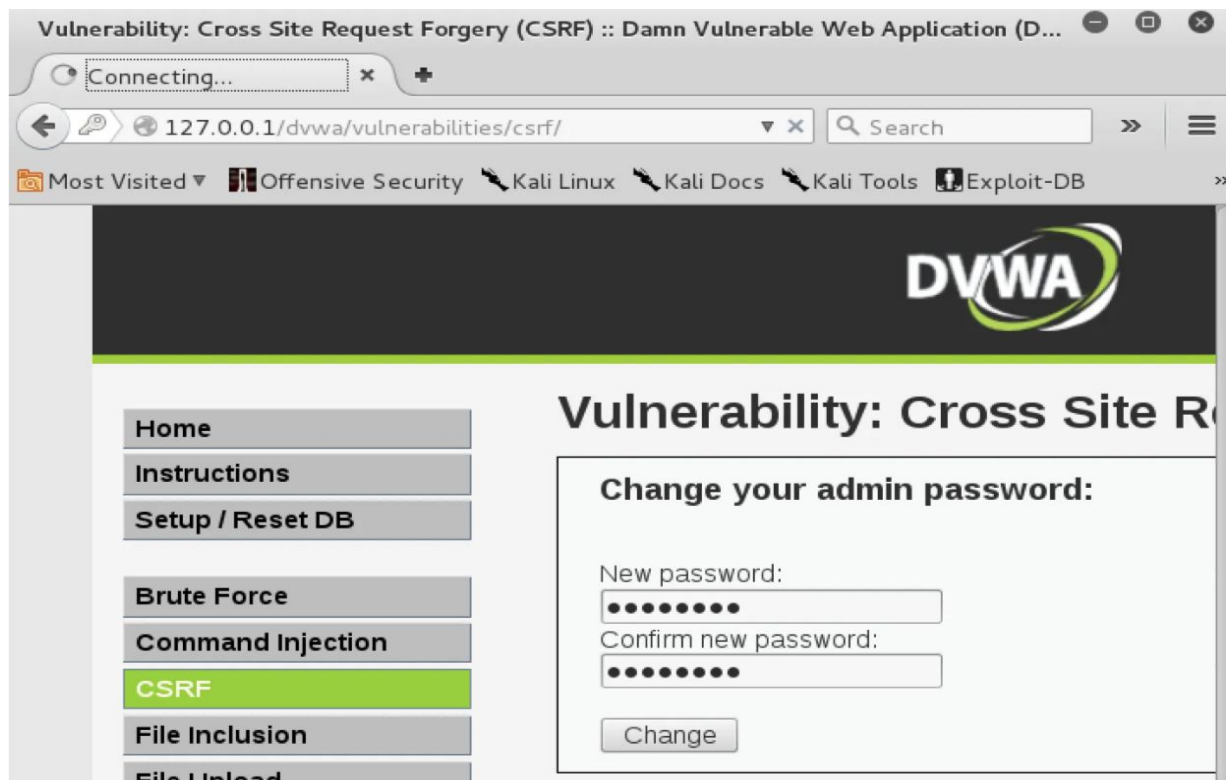 Vulnerability: Cross Site Request Forgery (CSRF) :: Damn Vulnerable Web Application (D...
Connecting...
127.0.0.1/dvwa/vulnerabilities/csrf/
Search
Most Visited
Offensive Security
Kali Linux
Kali Docs
Kali Tools
Exploit-DB
DVWA
Home
Instructions
Setup / Reset DB
Brute Force
Command Injection
CSRF
File Inclusion
File Upload
Vulnerability: Cross Site R
Change your admin password:
New password:
Confirm new password:
Change